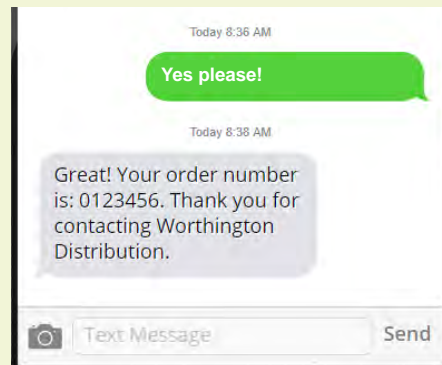 Today 8:36 AM
Yes please!
Today 8:38 AM
Great! Your order number
is: 0123456. Thank you for
contacting Worthington
Distribution.
Text Message
Send